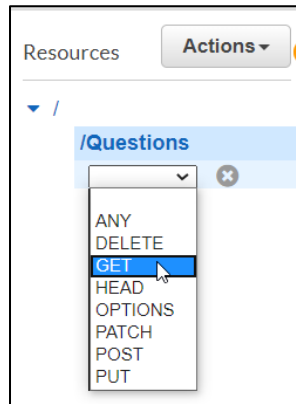 Resources Actions
/
/Questions
ANY
DELETE
GET
HEAD
OPTIONS
PATCH
POST
PUT